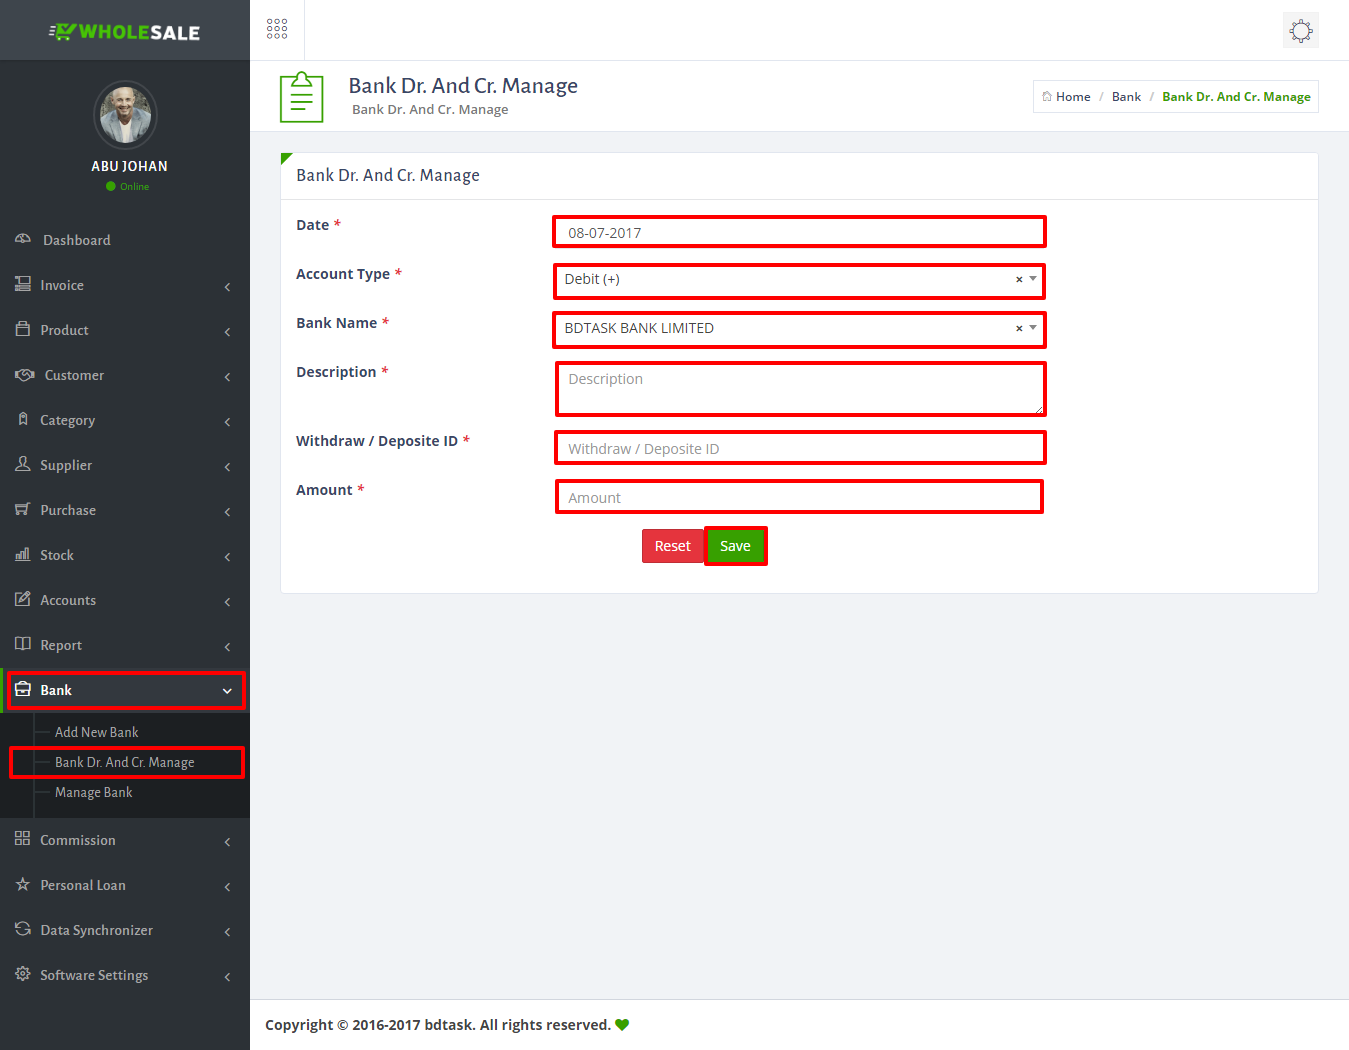 WHOLESALE
ABU JOHAN
Online
Dashboard
Invoice
Product
Customer
Category
Supplier
Purchase
Stock
Accounts
Report
Bank
Add New Bank
Bank Dr. And Cr. Manage
Manage Bank
Commission
Personal Loan
Data Synchronizer
Software Settings
Bank Dr. And Cr. Manage
Bank Dr. And Cr. Manage
Home / Bank / Bank Dr. And Cr. Manage
Bank Dr. And Cr. Manage
Date *
08-07-2017
Account Type *
Debit (+) ×
Bank Name *
BDTASK BANK LIMITED ×
Description *
Description
Withdraw / Deposite ID *
Withdraw / Deposite ID
Amount *
Amount
Reset Save
Copyright © 2016-2017 bdtask. All rights reserved.